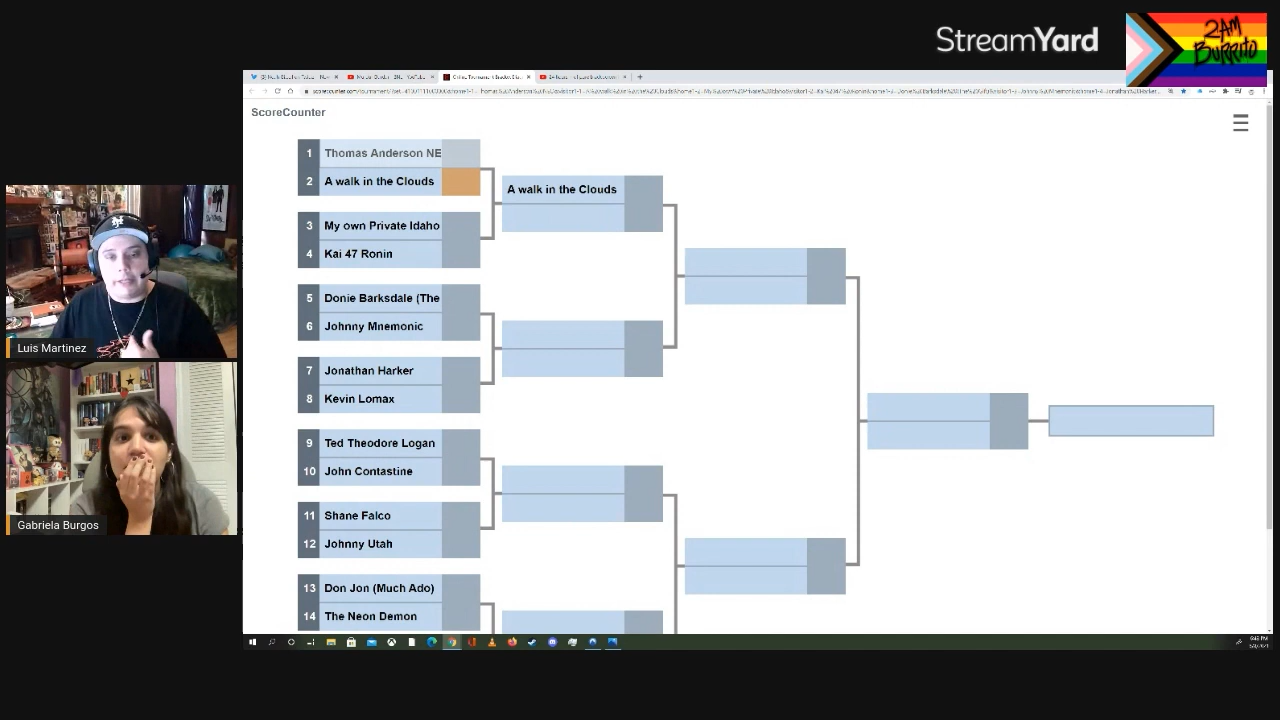 StreamYard
2AM
BURRITO
ScoreCounter
1 Thomas Anderson NE
2 A walk in the Clouds
A walk in the Clouds
3 My own Private Idaho
4 Kai 47 Ronin
5 Donie Barksdale (The
6 Johnny Mnemonic
7 Jonathan Harker
8 Kevin Lomax
9 Ted Theodore Logan
10 John Contastine
11 Shane Falco
12 Johnny Utah
13 Don Jon (Much Ado)
14 The Neon Demon
Luis Martinez
Gabriela Burgos